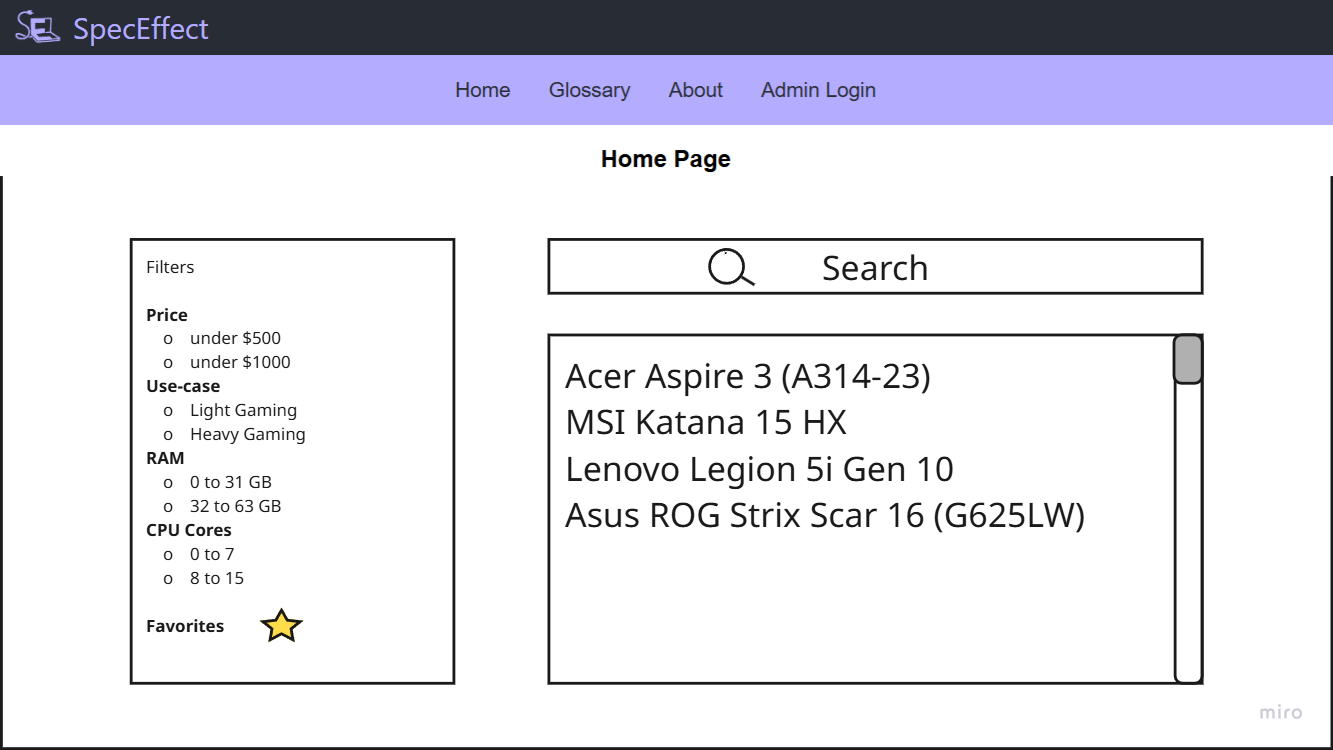 SE SpecEffect
Home Glossary About Admin Login
Home Page
Filters
Price
o under $500
o under $1000
Use-case
o Light Gaming
o Heavy Gaming
RAM
o 0 to 31 GB
o 32 to 63 GB
CPU Cores
o 0 to 7
o 8 to 15
Favorites
Search
Acer Aspire 3 (A314-23)
MSI Katana 15 HX
Lenovo Legion 5i Gen 10
Asus ROG Strix Scar 16 (G625LW)
miro